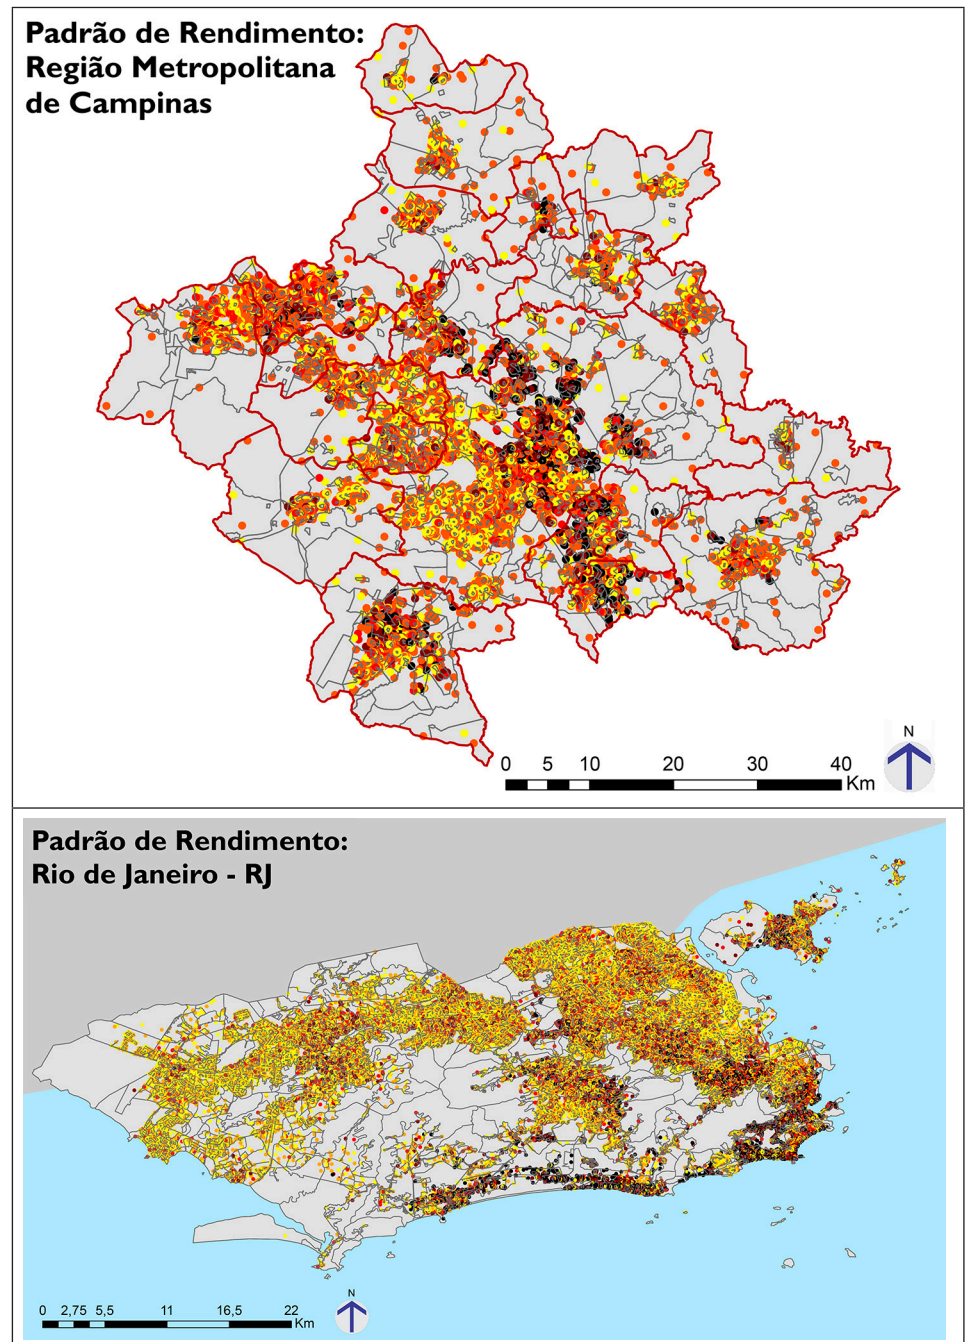 Padrão de Rendimento:
Região Metropolitana
de Campinas
N
0 5 10 20 30 40
Km
Padrão de Rendimento:
Rio de Janeiro - RJ
N
0 2,75 5,5 11 16,5 22
Km